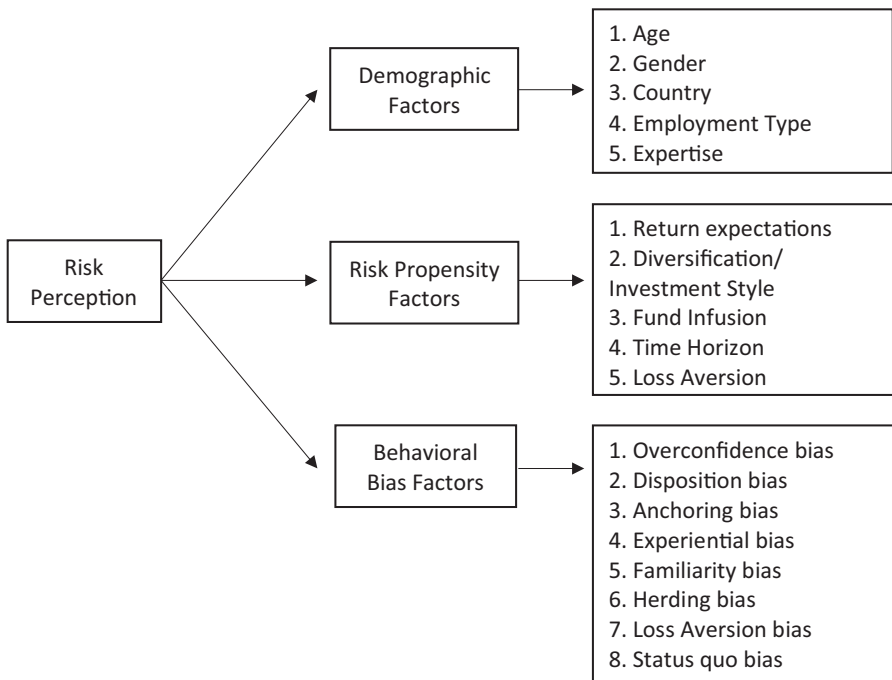 Risk
Perception
Demographic
Factors
1. Age
2. Gender
3. Country
4. Employment Type
5. Expertise
Risk Propensity
Factors
1. Return expectations
2. Diversification/
Investment Style
3. Fund Infusion
4. Time Horizon
5. Loss Aversion
Behavioral
Bias Factors
1. Overconfidence bias
2. Disposition bias
3. Anchoring bias
4. Experiential bias
5. Familiarity bias
6. Herding bias
7. Loss Aversion bias
8. Status quo bias